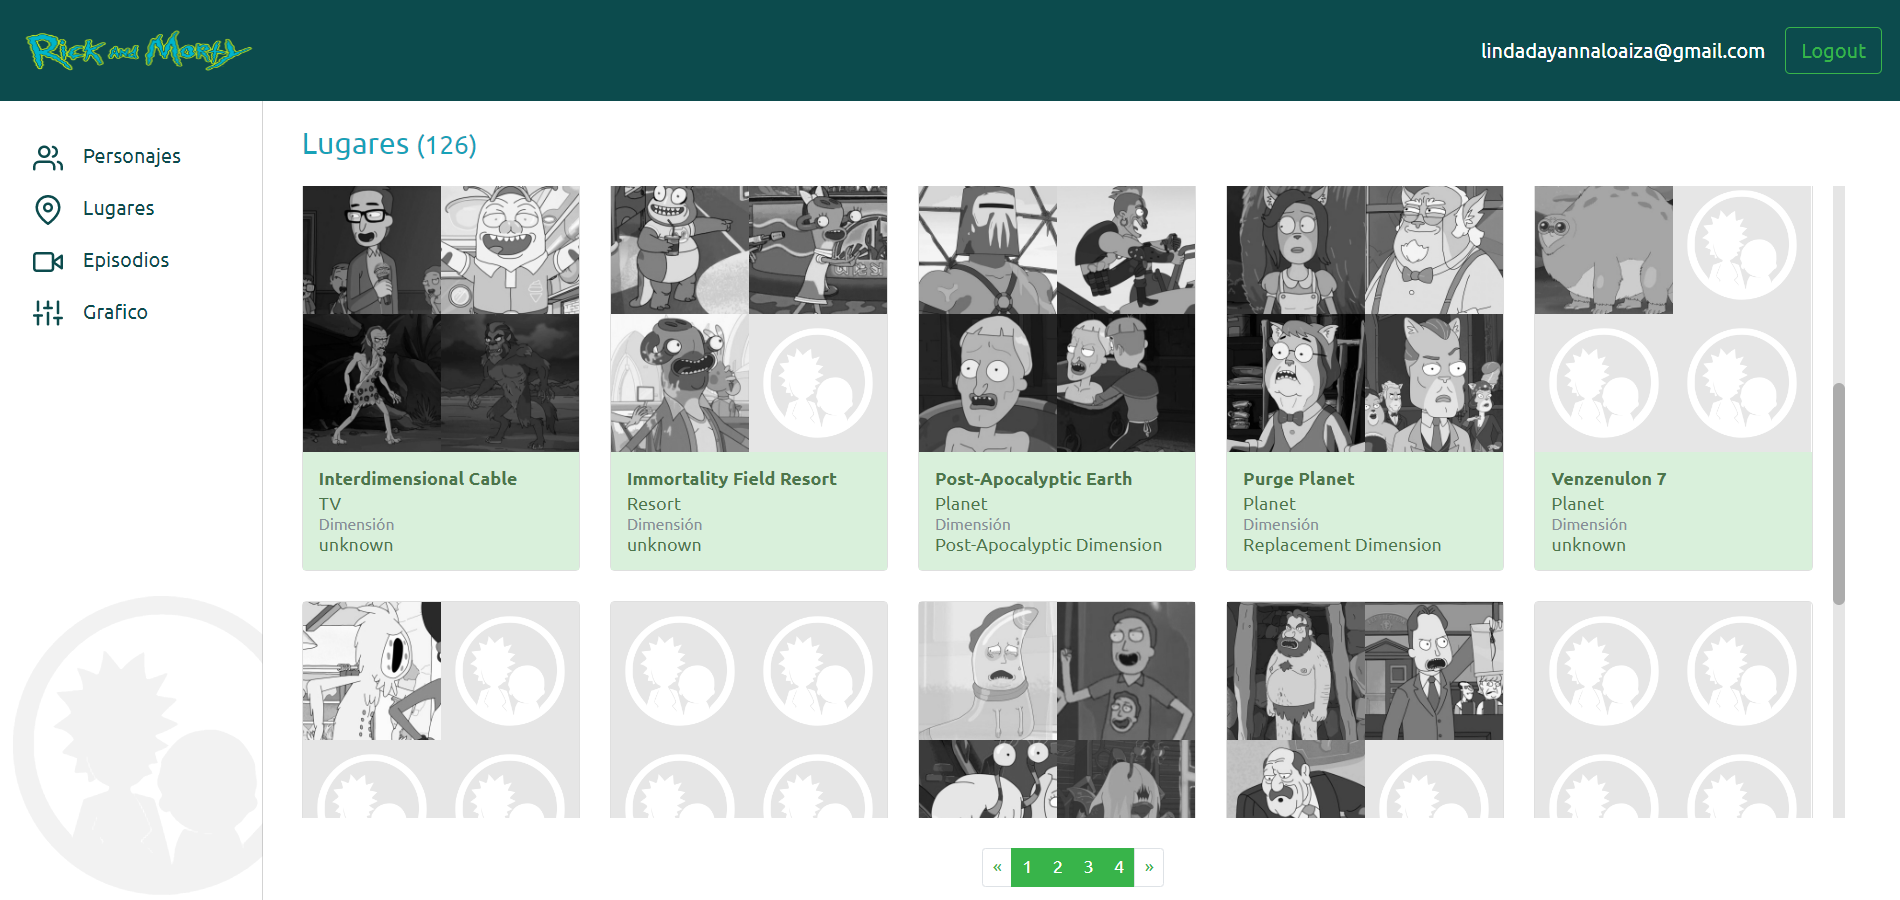 Rick and Morty
lindadayannaloaiza@gmail.com
Logout
Personajes
Lugares
Episodios
Grafico
Lugares (126)
Interdimensional Cable
TV
Dimensión
unknown
Immortality Field Resort
Resort
Dimensión
unknown
Post-Apocalyptic Earth
Planet
Dimensión
Post-Apocalyptic Dimension
Purge Planet
Planet
Dimensión
Replacement Dimension
Venzenulon 7
Planet
Dimensión
unknown
« 1 2 3 4 »